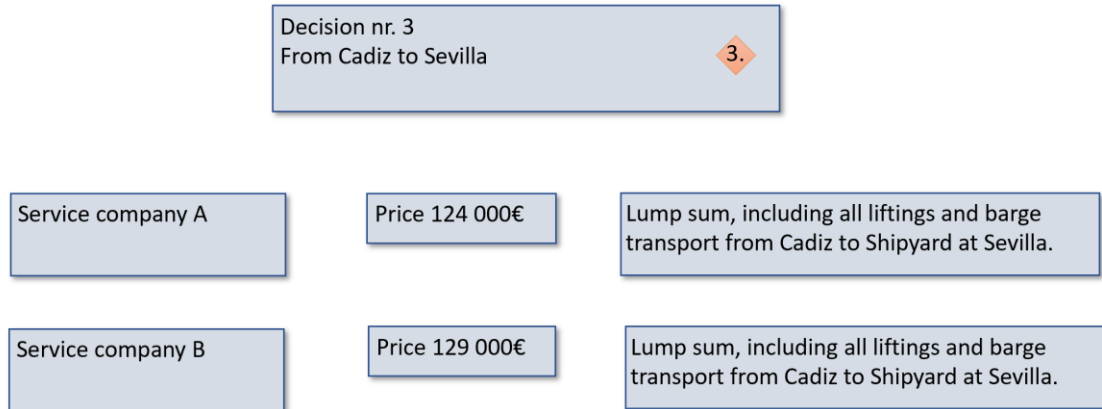 Decision nr. 3
From Cadiz to Sevilla
3.
Service company A
Price 124 000€
Lump sum, including all liftings and barge
transport from Cadiz to Shipyard at Sevilla.
Service company B
Price 129 000€
Lump sum, including all liftings and barge
transport from Cadiz to Shipyard at Sevilla.